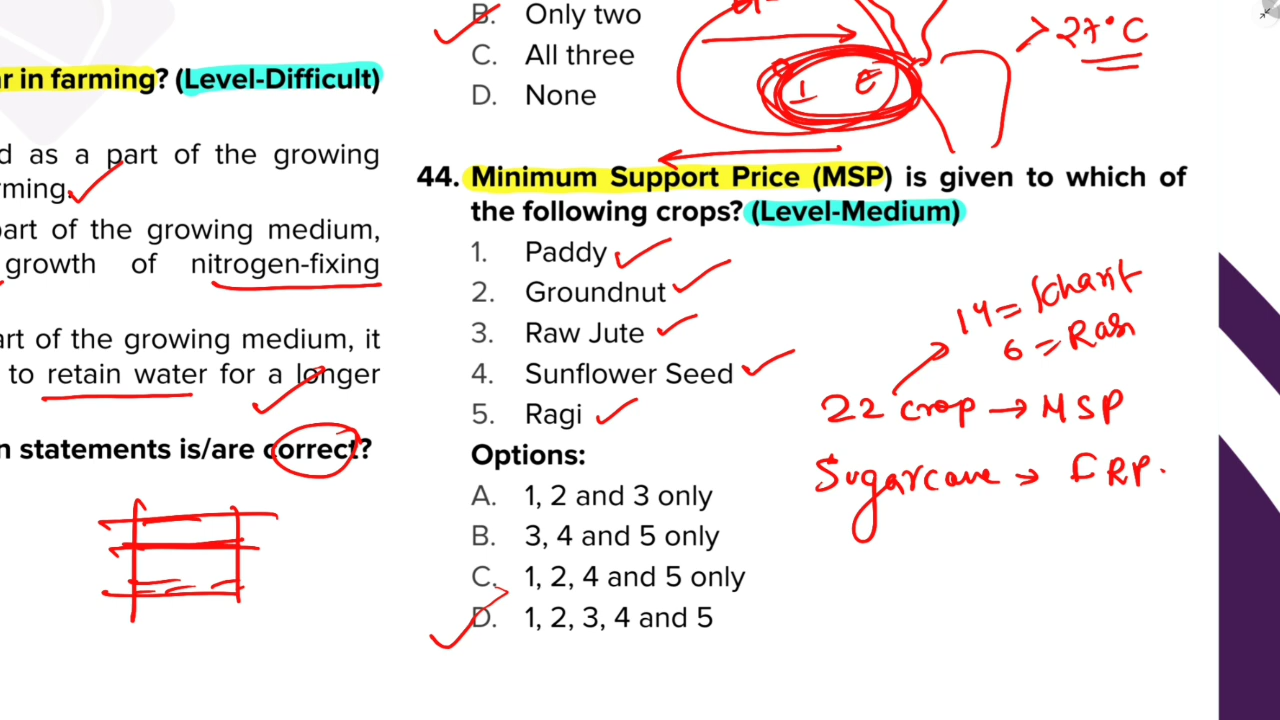 ar in farming? (Level-Difficult)
d as a part of the growing
rming.
part of the growing medium,
growth of nitrogen-fixing
art of the growing medium, it
to retain water for a longer
n statements is/are correct?
B. Only two
C. All three
D. None
I E
> 27°C
44. Minimum Support Price (MSP) is given to which of
the following crops? (Level-Medium)
1. Paddy
2. Groundnut
3. Raw Jute
4. Sunflower Seed
5. Ragi
Options:
A. 1, 2 and 3 only
B. 3, 4 and 5 only
C. 1, 2, 4 and 5 only
D. 1, 2, 3, 4 and 5
14 = Kharif
6 = Rabi
22 crop → MSP
Sugarcane → FRP.